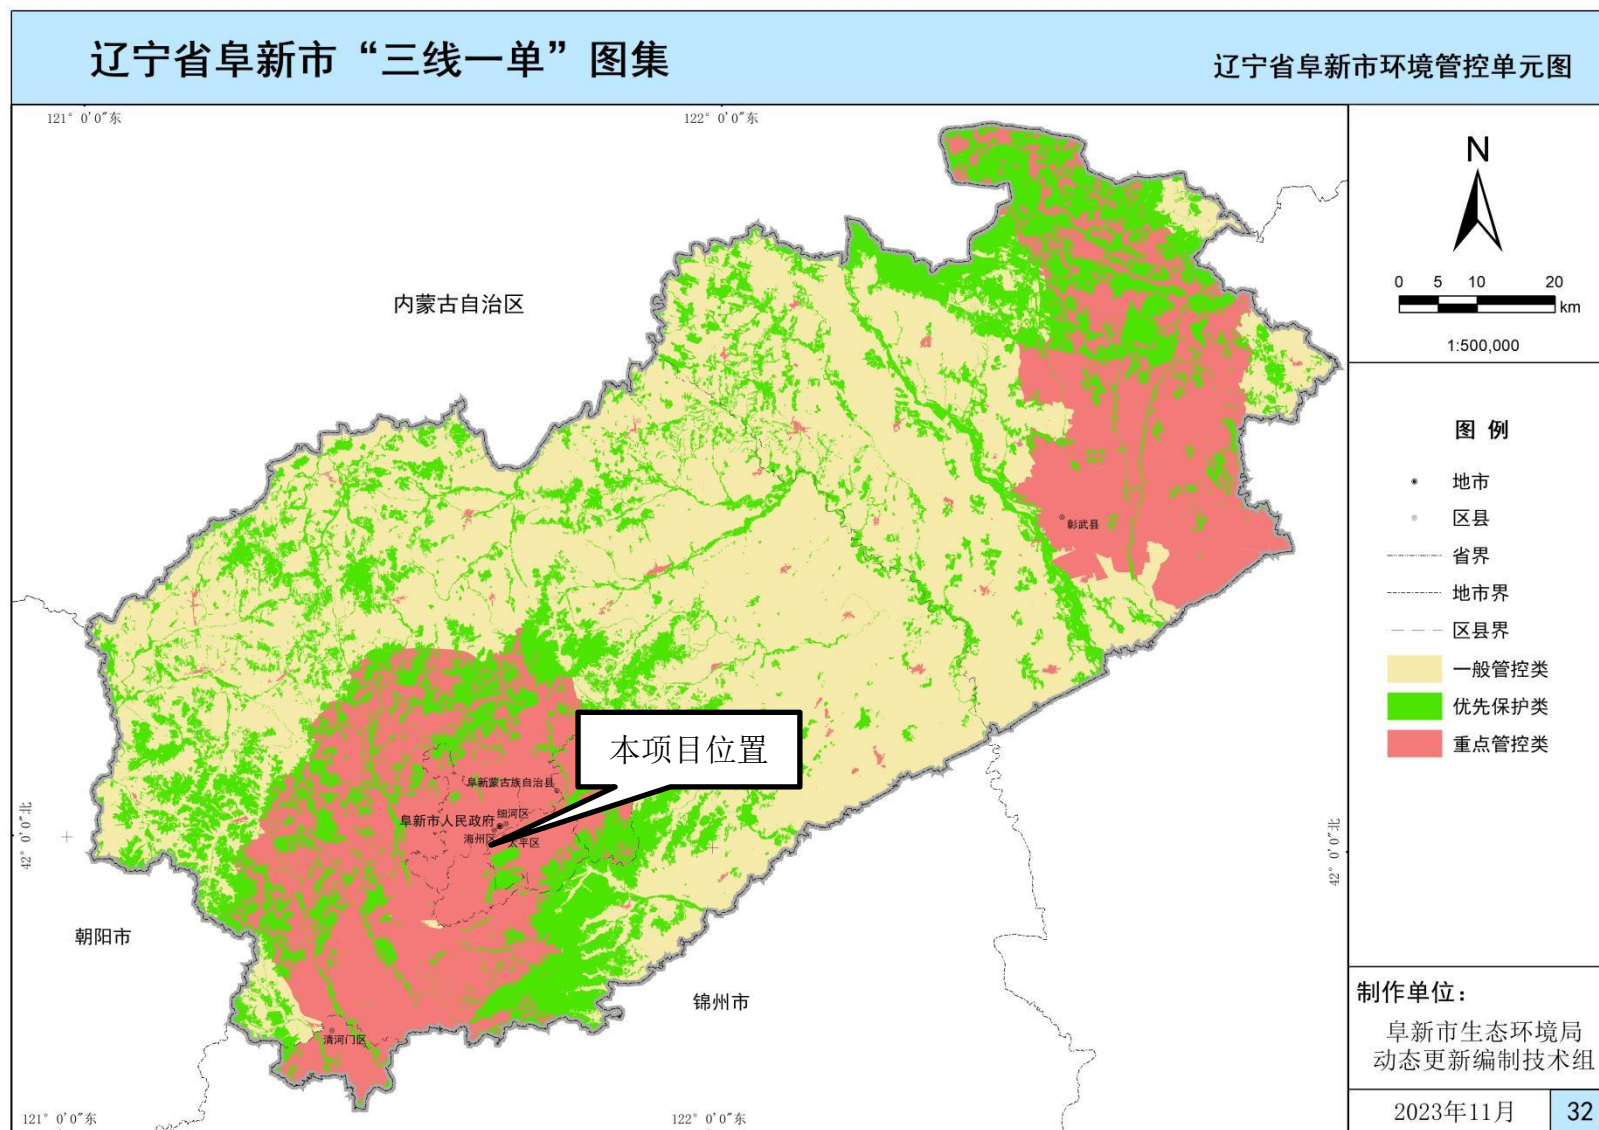 辽宁省阜新市“三线一单”图集
辽宁省阜新市环境管控单元图
121° 0′0″东
122° 0′0″东
N
0 5 10 20
km
1:500,000
内蒙古自治区
图 例
地市
区县
省界
地市界
区县界
一般管控类
优先保护类
重点管控类
彰武县
本项目位置
阜新蒙古族自治县
细河区
阜新市人民政府
海州区
太平区
42° 0′0″北
42° 0′0″北
朝阳市
锦州市
清河门区
制作单位：
阜新市生态环境局
动态更新编制技术组
2023年11月
32
121° 0′0″东
122° 0′0″东